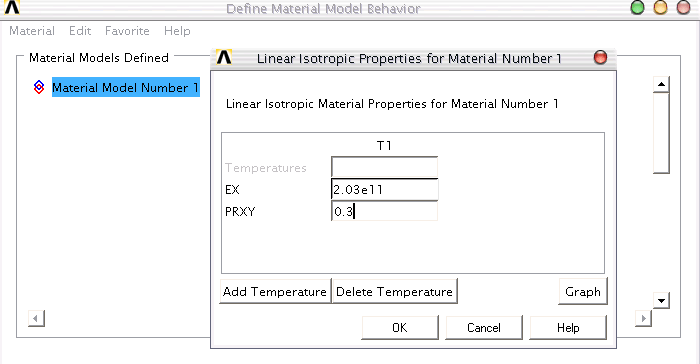 Define Material Model Behavior
Material Edit Favorite Help
Material Models Defined
Material Model Number 1
Linear Isotropic Properties for Material Number 1
Linear Isotropic Material Properties for Material Number 1
T1
Temperatures
EX 2.03e11
PRXY 0.3
Add Temperature Delete Temperature Graph
OK Cancel Help